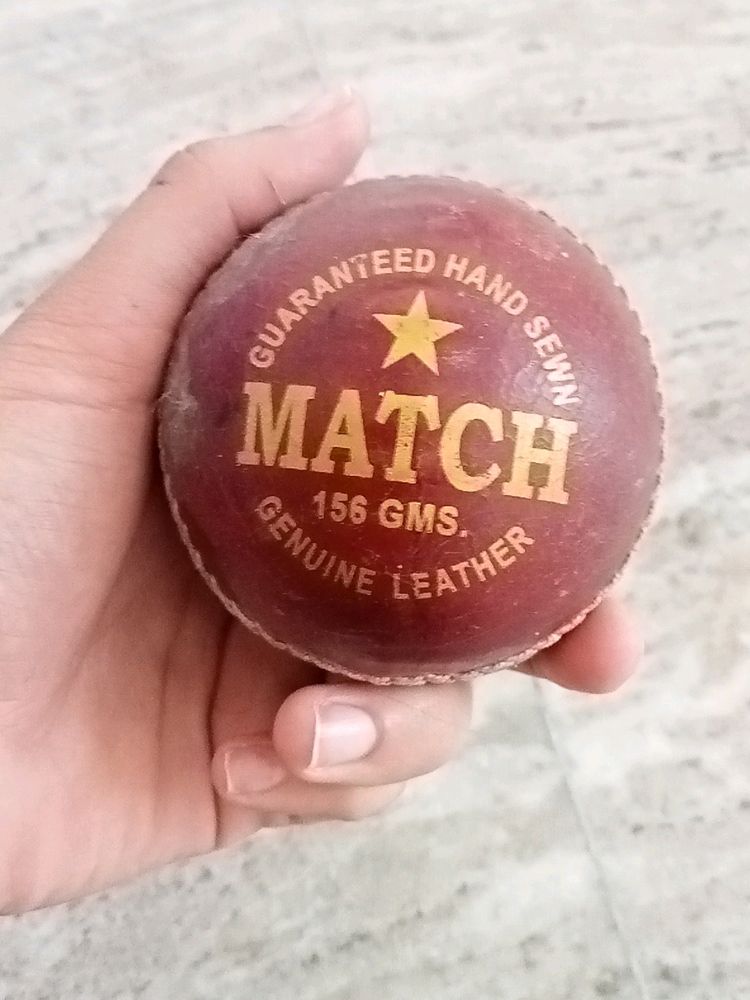 GUARANTEED HAND SEWN
MATCH
156 GMS.
GENUINE LEATHER